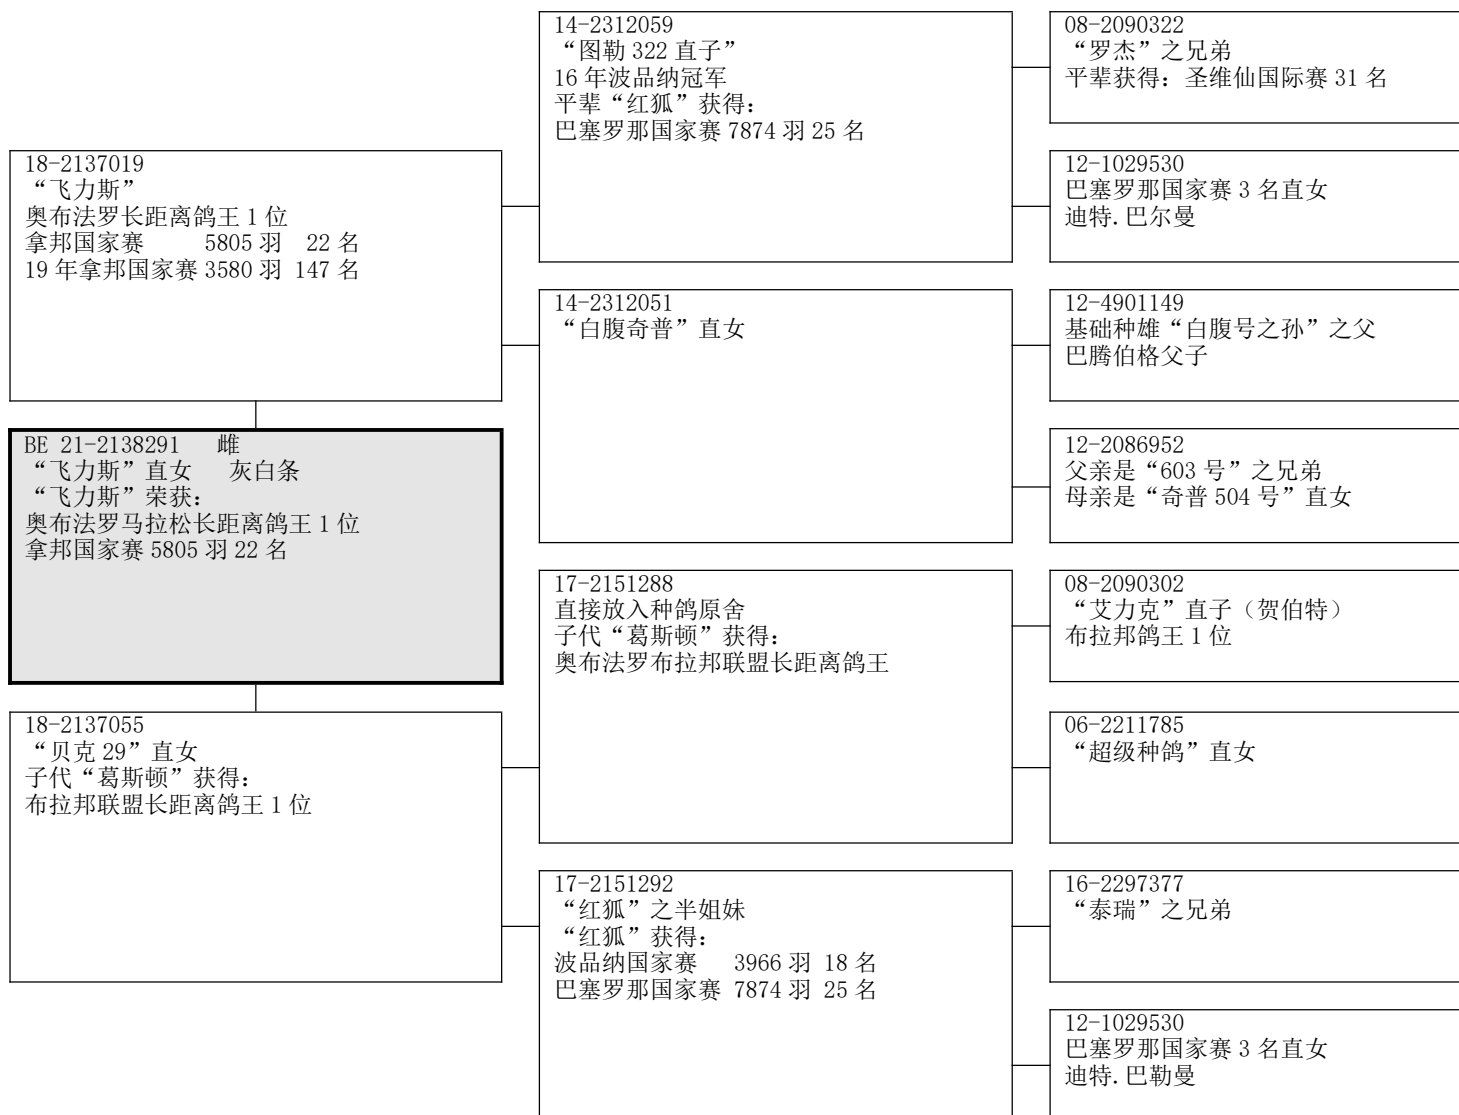 14-2312059
“图勒 322 直子”
16 年波品纳冠军
平辈“红狐”获得：
巴塞罗那国家赛 7874 羽 25 名
08-2090322
“罗杰”之兄弟
平辈获得：圣维仙国际赛 31 名
18-2137019
“飞力斯”
奥布法罗长距离鸽王 1 位
拿邦国家赛 5805 羽 22 名
19 年拿邦国家赛 3580 羽 147 名
12-1029530
巴塞罗那国家赛 3 名直女
迪特.巴尔曼
14-2312051
“白腹奇普”直女
12-4901149
基础种雄“白腹号之孙”之父
巴腾伯格父子
BE 21-2138291 雌
“飞力斯”直女 灰白条
“飞力斯”荣获：
奥布法罗马拉松长距离鸽王 1 位
拿邦国家赛 5805 羽 22 名
12-2086952
父亲是“603 号”之兄弟
母亲是“奇普 504 号”直女
17-2151288
直接放入种鸽原舍
子代“葛斯顿”获得：
奥布法罗布拉邦联盟长距离鸽王
08-2090302
“艾力克”直子（贺伯特）
布拉邦鸽王 1 位
18-2137055
“贝克 29”直女
子代“葛斯顿”获得：
布拉邦联盟长距离鸽王 1 位
06-2211785
“超级种鸽”直女
17-2151292
“红狐”之半姐妹
“红狐”获得：
波品纳国家赛 3966 羽 18 名
巴塞罗那国家赛 7874 羽 25 名
16-2297377
“泰瑞”之兄弟
12-1029530
巴塞罗那国家赛 3 名直女
迪特.巴勒曼